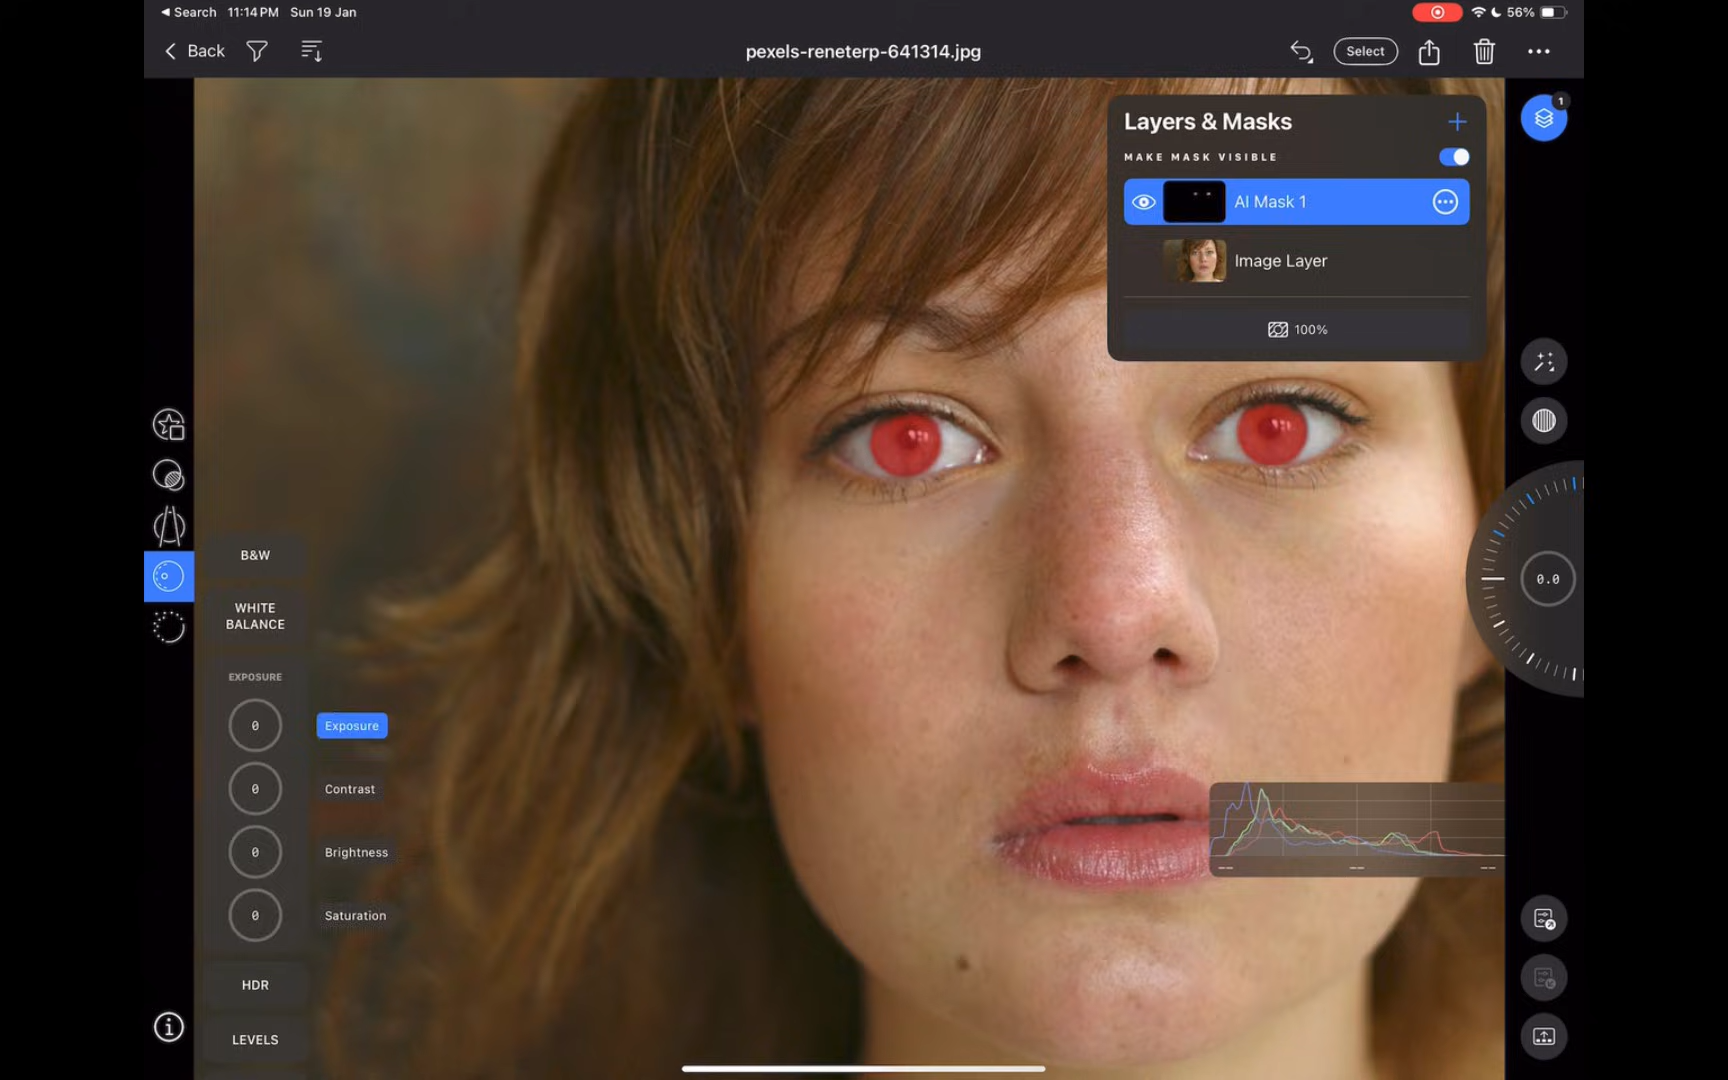 Search 11:14 PM Sun 19 Jan 56%
Back pexels-reneterp-641314.jpg Select
Layers & Masks
1
MAKE MASK VISIBLE
AI Mask 1
Image Layer
100%
B&W
WHITE
BALANCE
0.0
EXPOSURE
0 Exposure
0 Contrast
0 Brightness
0 Saturation
HDR
LEVELS